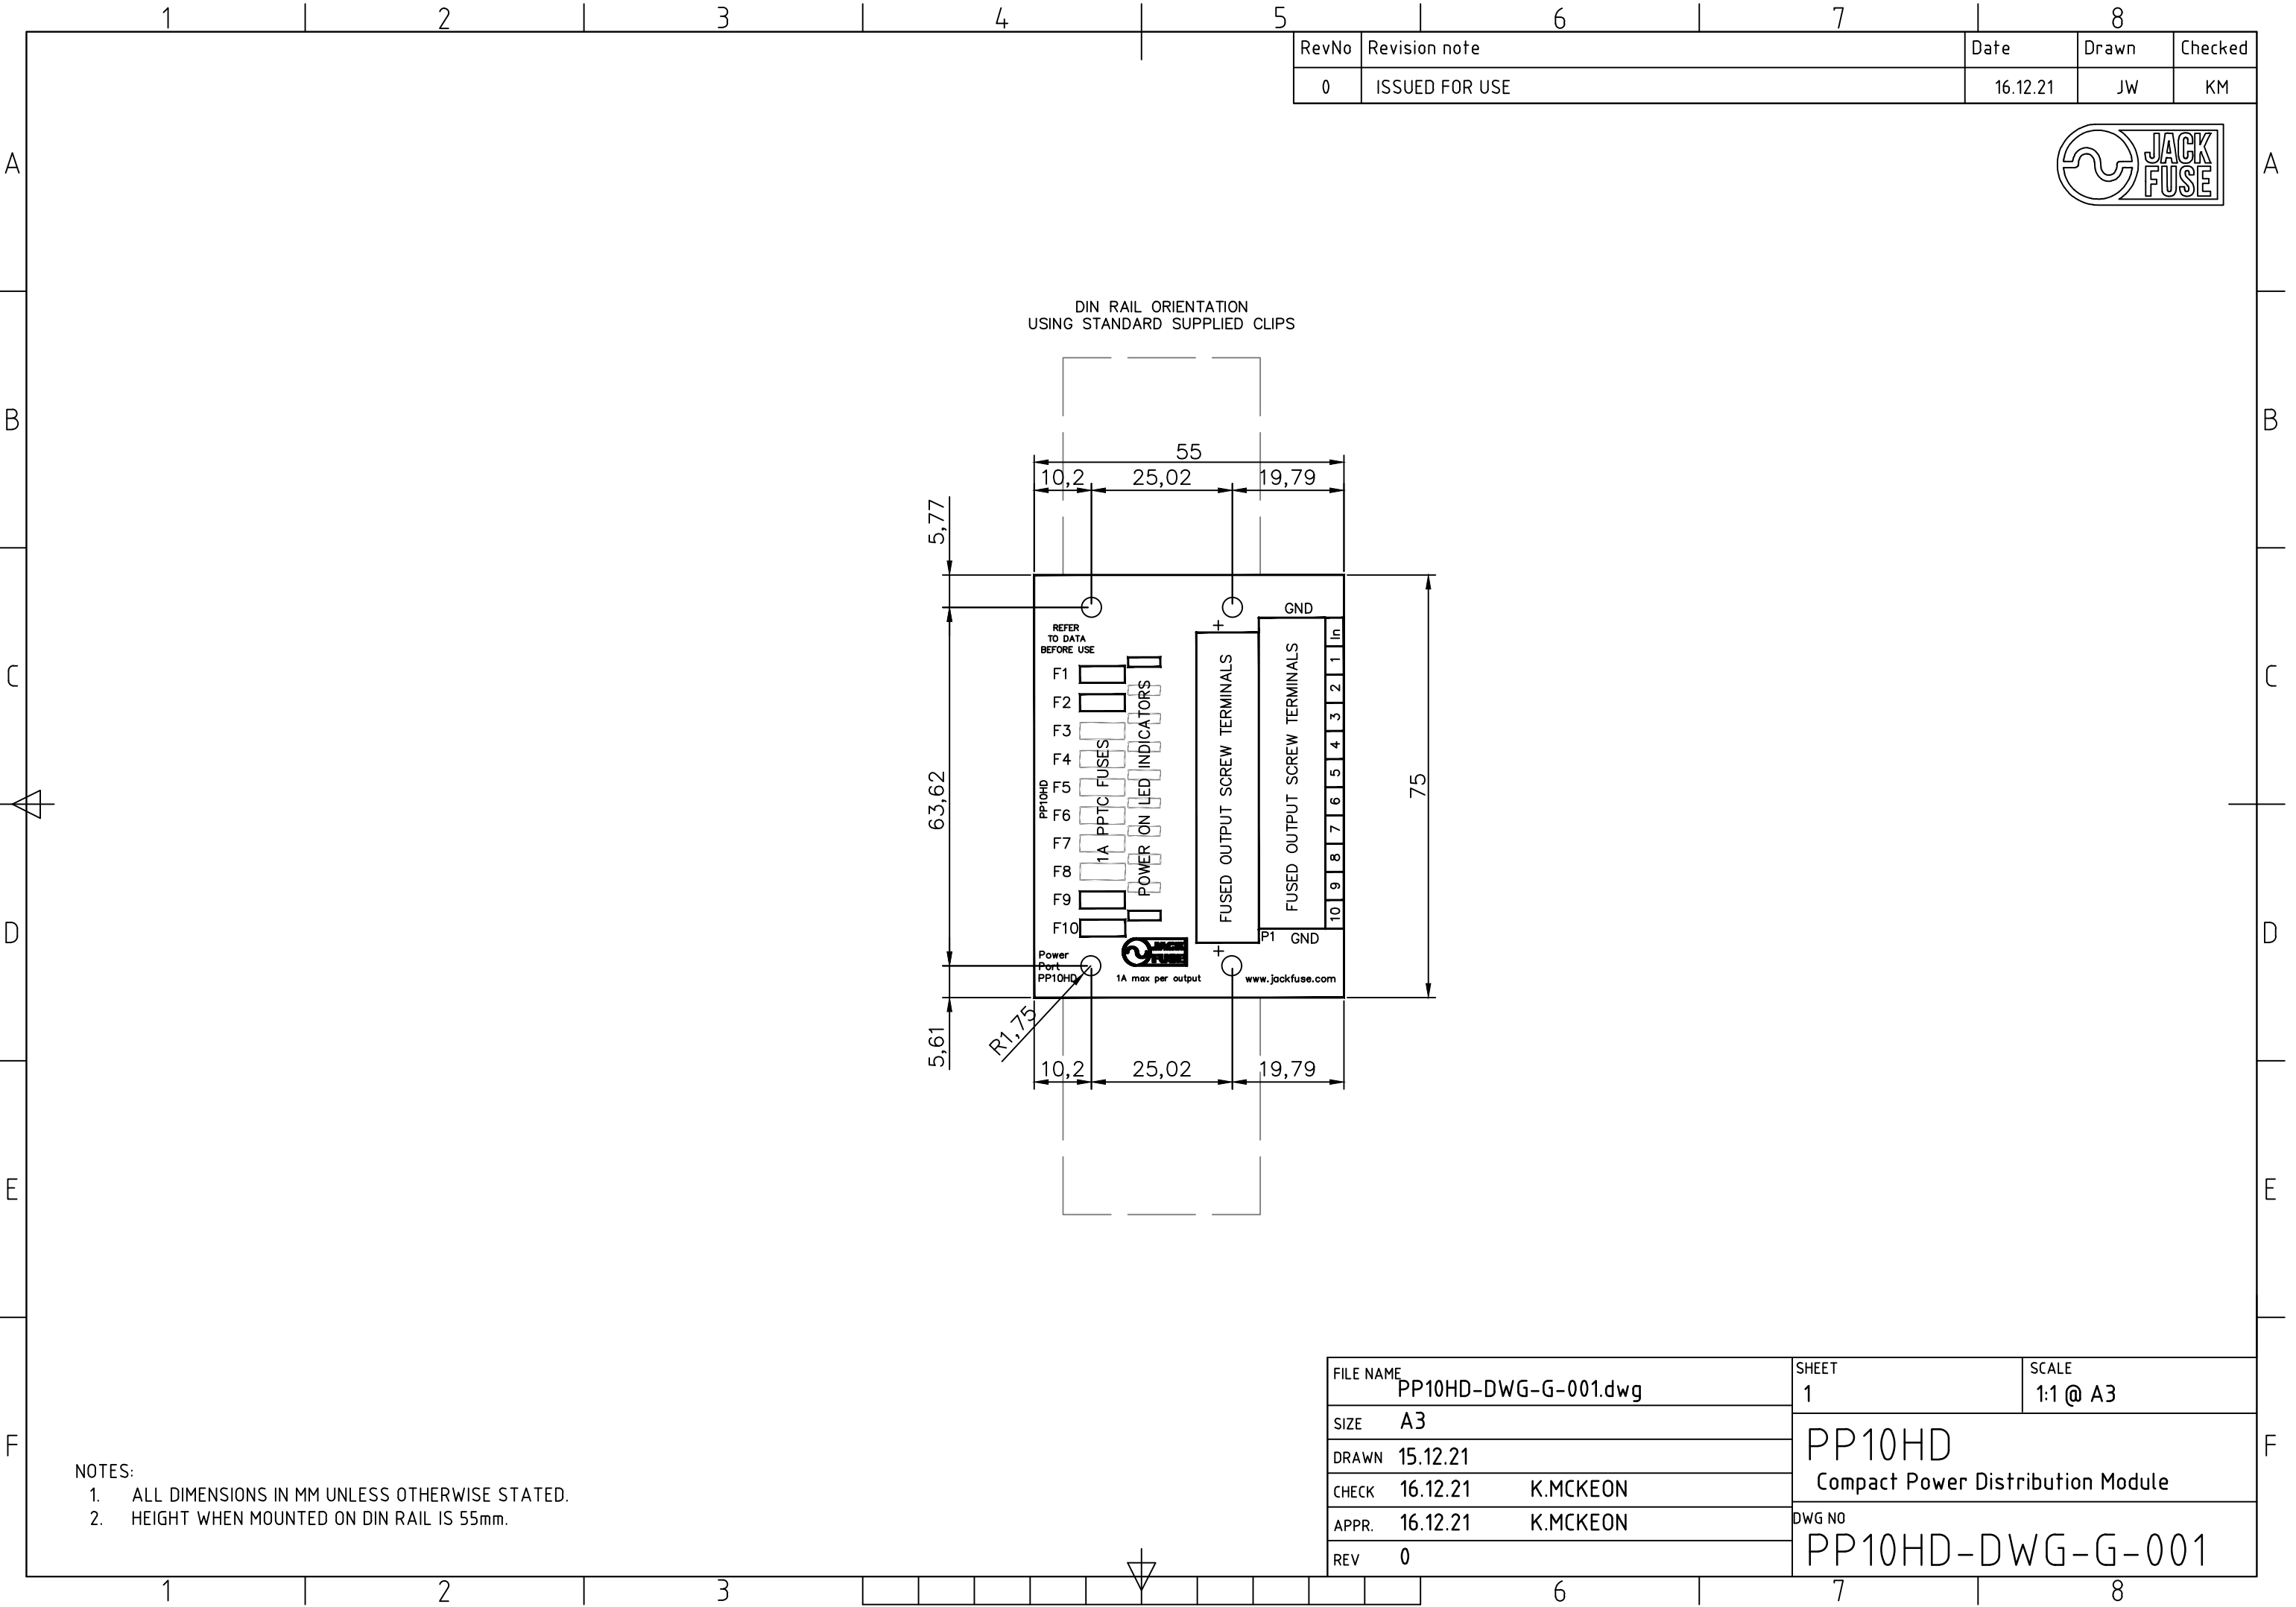 1 2 3 4 5 6 7 8
RevNo Revision note Date Drawn Checked
0 ISSUED FOR USE 16.12.21 JW KM
JACK
FUSE
A A
B B
C C
D D
E E
F F
DIN RAIL ORIENTATION
USING STANDARD SUPPLIED CLIPS
55
10,2 25,02 19,79
5,77
63,62
5,61
75
R1,75
10,2 25,02 19,79
GND
+
REFER
TO DATA
BEFORE USE
F1
F2
F3
F4
F5
F6
F7
F8
F9
F10
PP10HD
1A PPTC FUSES
POWER ON LED INDICATORS
FUSED OUTPUT SCREW TERMINALS
FUSED OUTPUT SCREW TERMINALS
In
1
2
3
4
5
6
7
8
9
10
P1 GND
+
Power
Port
PP10HD
JACK
FUSE
1A max per output
www.jackfuse.com
NOTES:
1. ALL DIMENSIONS IN MM UNLESS OTHERWISE STATED.
2. HEIGHT WHEN MOUNTED ON DIN RAIL IS 55mm.
FILE NAME PP10HD-DWG-G-001.dwg
SIZE A3
DRAWN 15.12.21
CHECK 16.12.21 K.MCKEON
APPR. 16.12.21 K.MCKEON
REV 0
SHEET
1
SCALE
1:1 @ A3
PP10HD
Compact Power Distribution Module
DWG NO
PP10HD-DWG-G-001
1 2 3 6 7 8